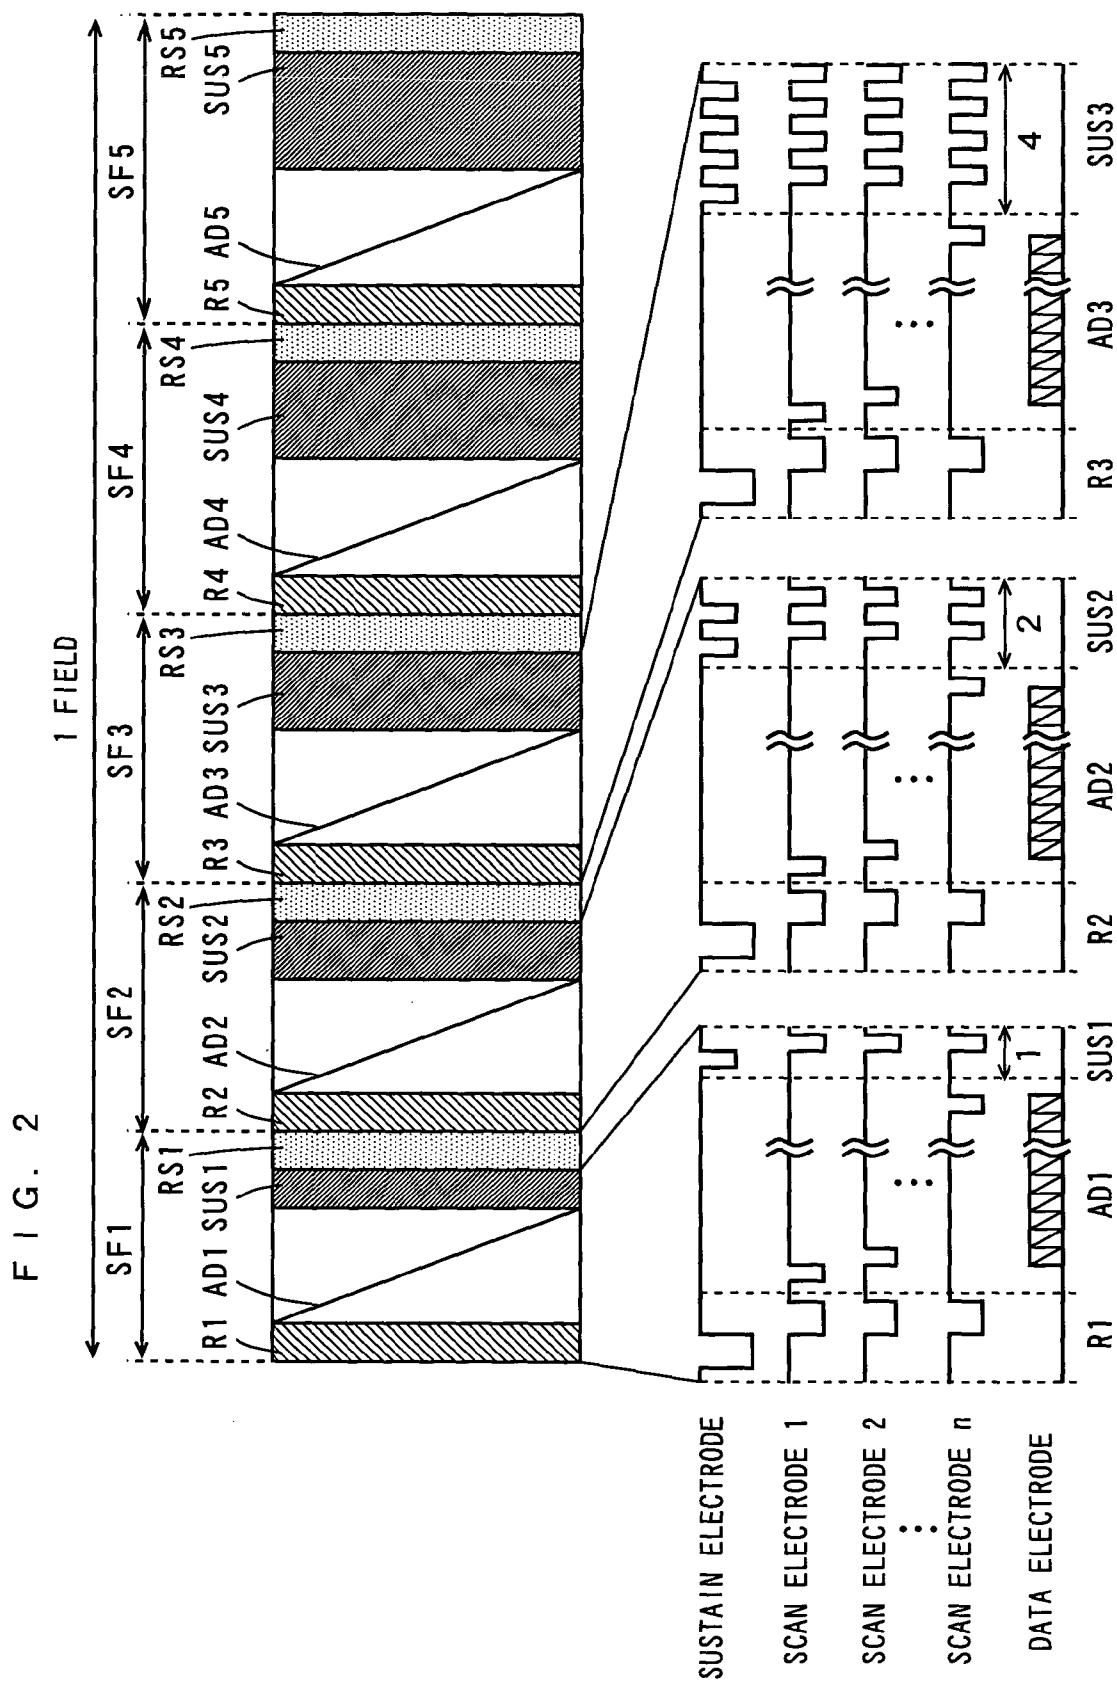 FIG. 2
1 FIELD
SF1 SF2 SF3 SF4 SF5
RS1 RS2 RS3 RS4 RS5
R1 AD1 SUS1 R2 AD2 SUS2 R3 AD3 SUS3 R4 AD4 SUS4 R5 AD5 SUS5
SUSTAIN ELECTRODE
SCAN ELECTRODE 1
SCAN ELECTRODE 2
SCAN ELECTRODE n
DATA ELECTRODE
1 2 4
R1 AD1 SUS1 R2 AD2 SUS2 R3 AD3 SUS3